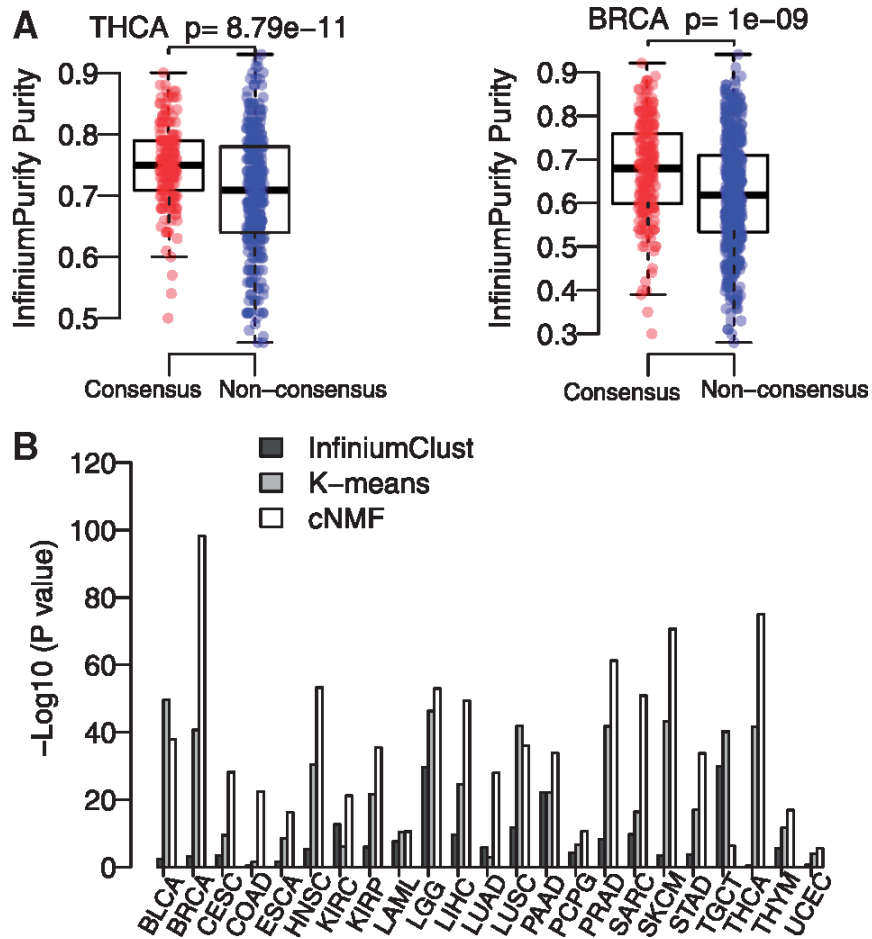 A
THCA p= 8.79e−11
InfiniumPurify Purity
0.9
0.8
0.7
0.6
0.5
Consensus Non−consensus
BRCA p= 1e−09
InfiniumPurify Purity
0.9
0.8
0.7
0.6
0.5
0.4
0.3
Consensus Non−consensus
B
InfiniumClust
K−means
cNMF
−Log10 (P value)
120
100
80
60
40
20
0
BLCA
BRCA
CESC
COAD
ESCA
HNSC
KIRC
KIRP
LAML
LGG
LIHC
LUAD
LUSC
PAAD
PCPG
PRAD
SARC
SKCM
STAD
TGCT
THCA
THYM
UCEC